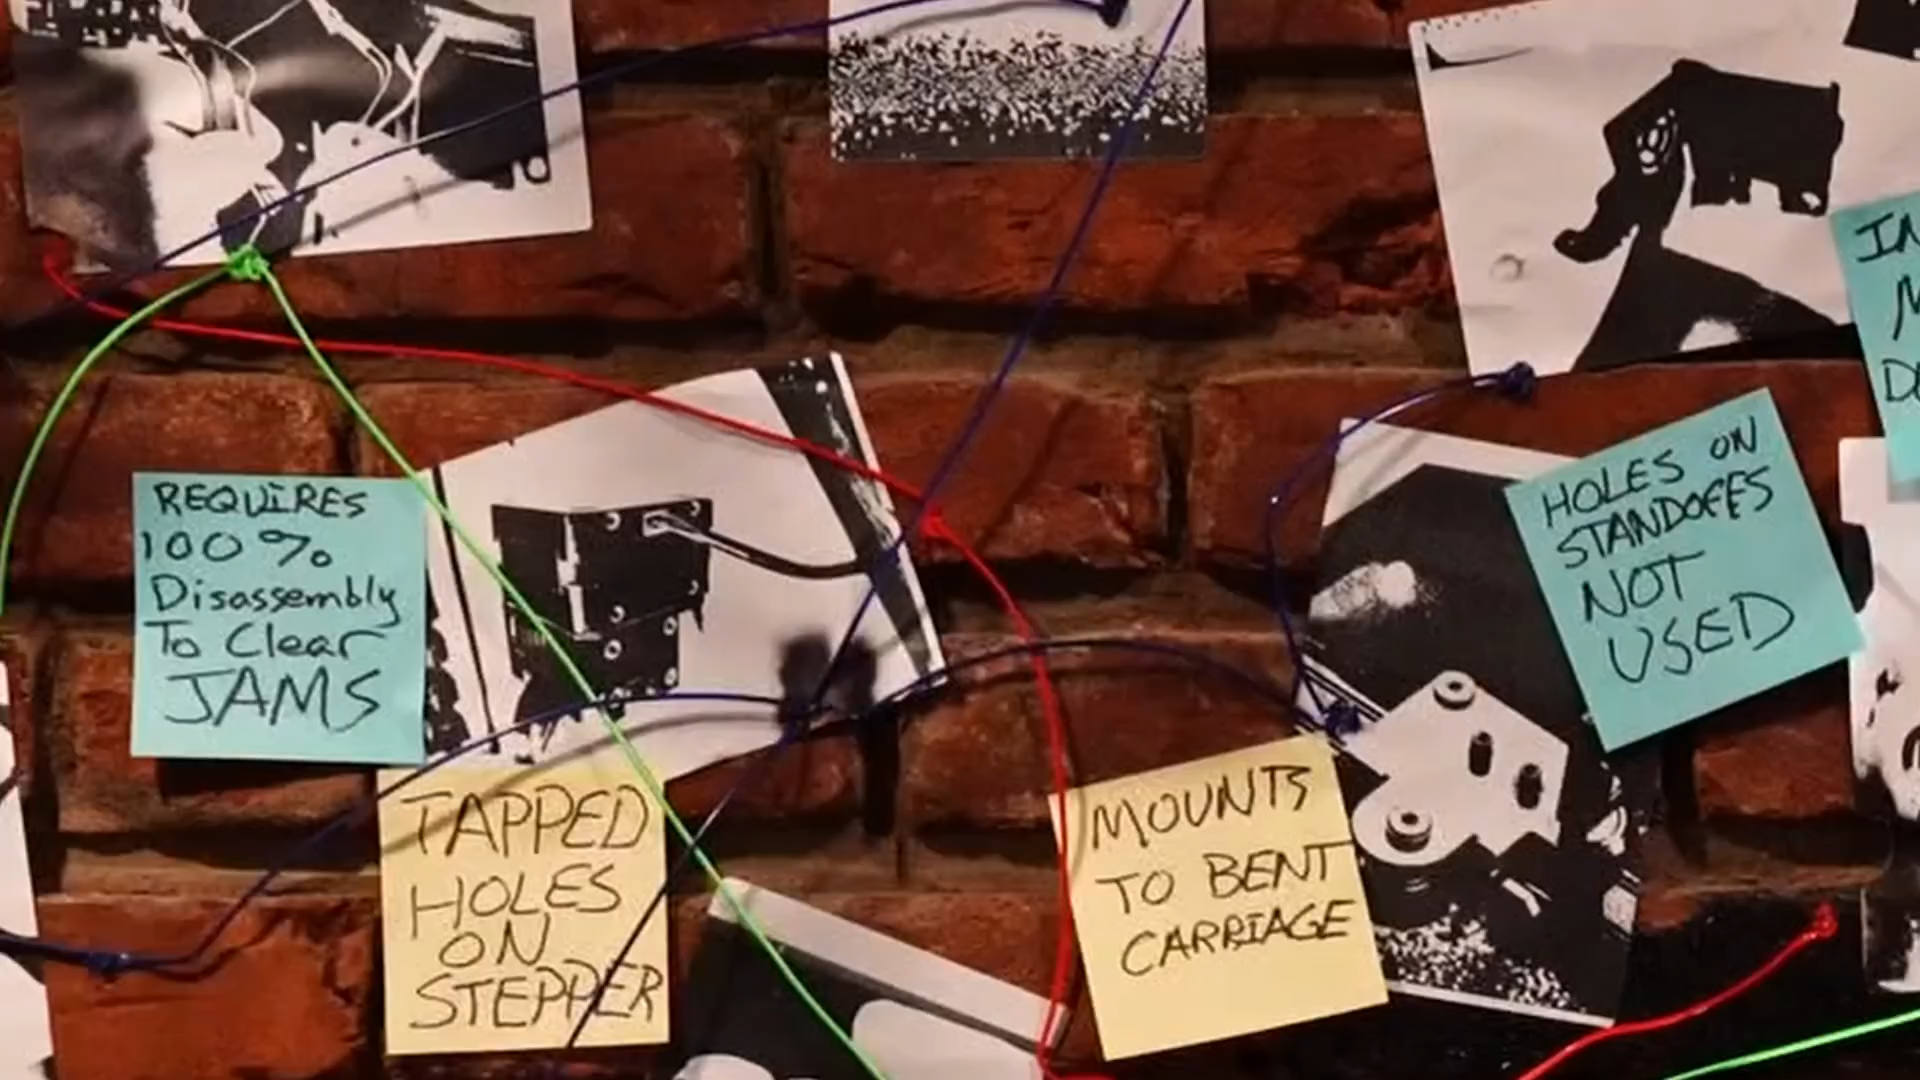 REQUIRES
100%
Disassembly
To Clear
JAMS
TAPPED
HOLES
ON
STEPPER
MOUNTS
TO BENT
CARRIAGE
HOLES ON
STANDOFFS
NOT
USED